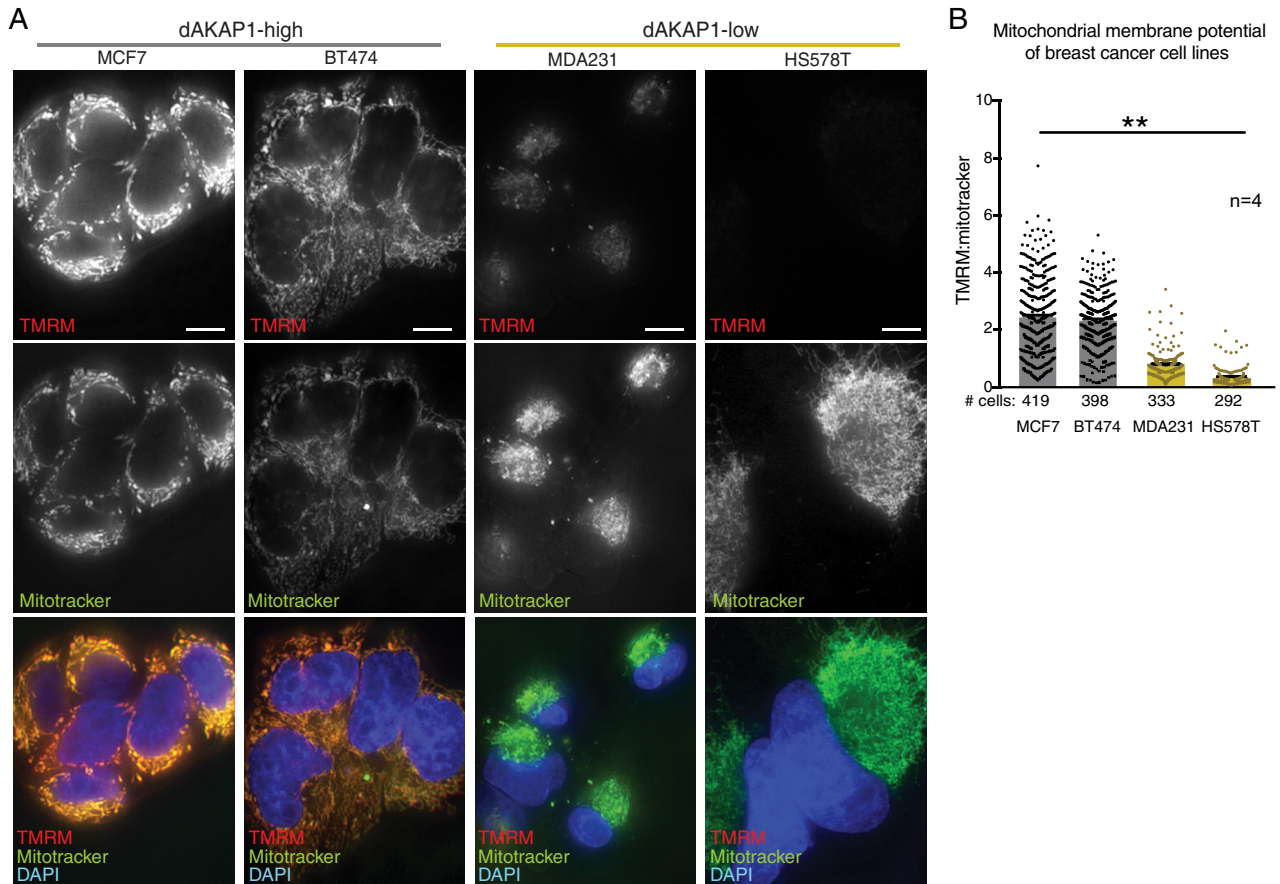 A
dAKAP1-high
dAKAP1-low
MCF7
BT474
MDA231
HS578T
TMRM
TMRM
TMRM
TMRM
Mitotracker
Mitotracker
Mitotracker
Mitotracker
TMRM
Mitotracker
DAPI
TMRM
Mitotracker
DAPI
TMRM
Mitotracker
DAPI
TMRM
Mitotracker
DAPI
B
Mitochondrial membrane potential
of breast cancer cell lines
TMRM:mitotracker
10
8
6
4
2
0
**
n=4
# cells: 419 398 333 292
MCF7 BT474 MDA231 HS578T